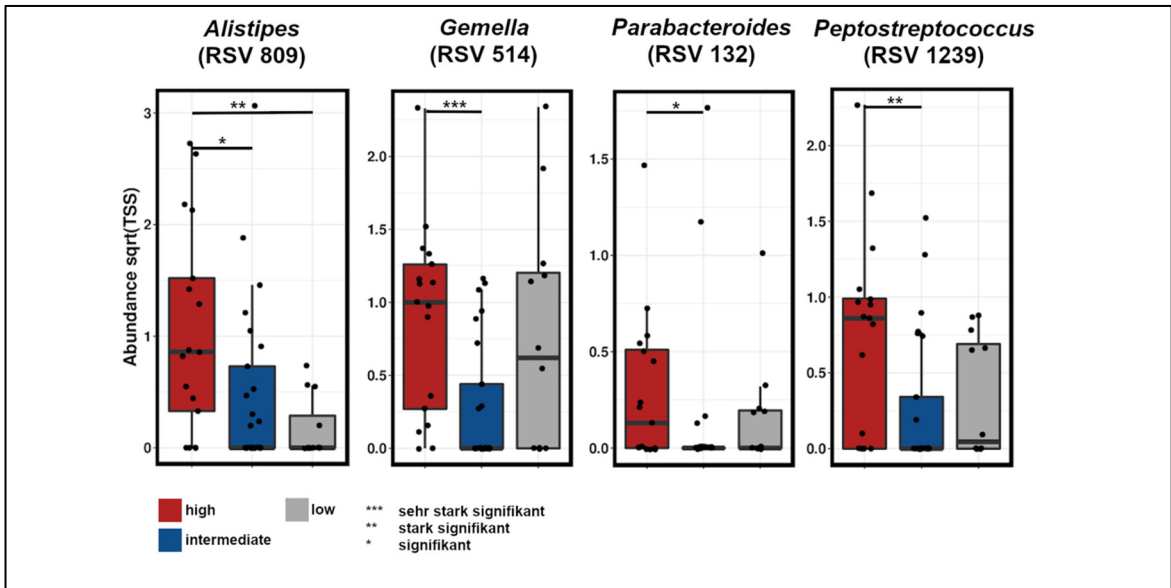 Alistipes
(RSV 809)
Gemella
(RSV 514)
Parabacteroides
(RSV 132)
Peptostreptococcus
(RSV 1239)
Abundance sqrt(TSS)
3
2
1
0
**
*
2.0
1.5
1.0
0.5
0.0
***
1.5
1.0
0.5
0.0
*
2.0
1.5
1.0
0.5
0.0
**
high
low
intermediate
*** sehr stark signifikant
** stark signifikant
* signifikant